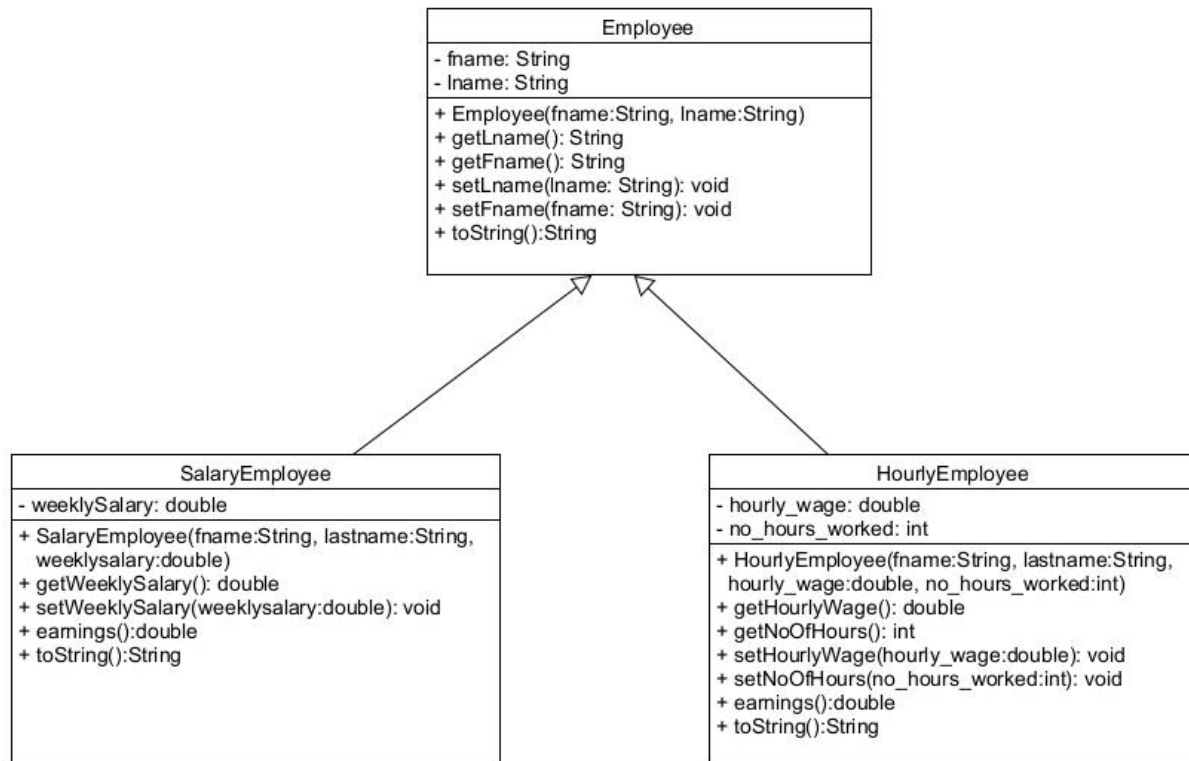 Employee
- fname: String
- lname: String
+ Employee(fname:String, lname:String)
+ getLname(): String
+ getFname(): String
+ setLname(lname: String): void
+ setFname(fname: String): void
+ toString():String
SalaryEmployee
- weeklySalary: double
+ SalaryEmployee(fname:String, lastname:String,
weeklysalary:double)
+ getWeeklySalary(): double
+ setWeeklySalary(weeklysalary:double): void
+ earnings():double
+ toString():String
HourlyEmployee
- hourly_wage: double
- no_hours_worked: int
+ HourlyEmployee(fname:String, lastname:String,
hourly_wage:double, no_hours_worked:int)
+ getHourlyWage(): double
+ getNoOfHours(): int
+ setHourlyWage(hourly_wage:double): void
+ setNoOfHours(no_hours_worked:int): void
+ earnings():double
+ toString():String